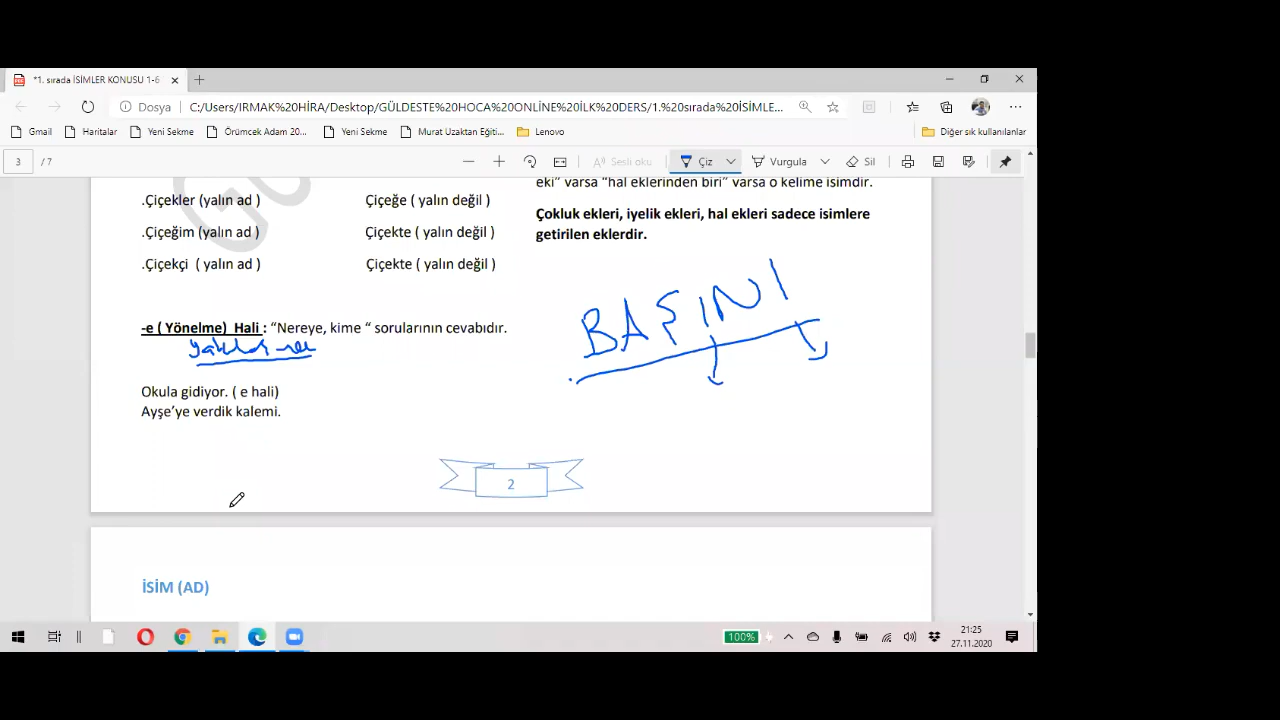 *1. sırada İSİMLER KONUSU 1-6
Dosya C:/Users/IRMAK%20HİRA/Desktop/GÜLDESTE%20HOCA%20ONLİNE%20İLK%20DERS/1.%20sırada%20İSİMLE...
Gmail Haritalar Yeni Sekme Örümcek Adam 20... Yeni Sekme Murat Uzaktan Eğiti... Lenovo Diğer sık kullanılanlar
3 / 7 Sesli oku Çiz Vurgula Sil
.Çiçekler (yalın ad )
Çiçeğe ( yalın değil )
.Çiçeğim (yalın ad )
Çiçekte ( yalın değil )
.Çiçekçi ( yalın ad )
Çiçekte ( yalın değil )
-e ( Yönelme) Hali : “Nereye, kime “ sorularının cevabıdır.
Okula gidiyor. ( e hali)
Ayşe’ye verdik kalemi.
eki” varsa “hal eklerinden biri” varsa o kelime isimdir.
Çokluk ekleri, iyelik ekleri, hal ekleri sadece isimlere
getirilen eklerdir.
BAŞINI
2
İSİM (AD)
100% 21:25
27.11.2020